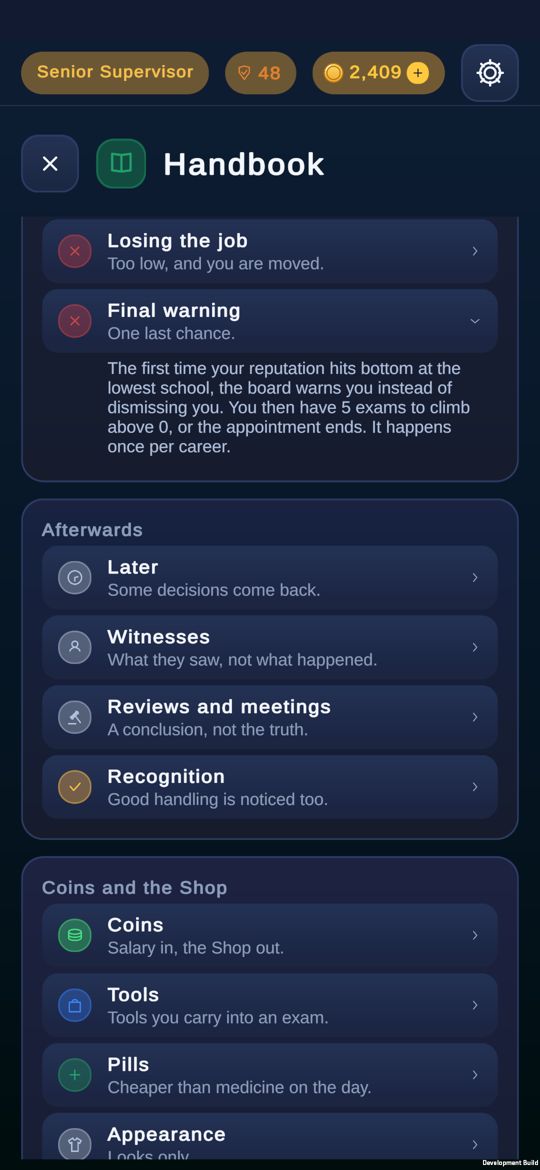 Senior Supervisor
48
2,409
Handbook
Losing the job
Too low, and you are moved.
Final warning
One last chance.
The first time your reputation hits bottom at the
lowest school, the board warns you instead of
dismissing you. You then have 5 exams to climb
above 0, or the appointment ends. It happens
once per career.
Afterwards
Later
Some decisions come back.
Witnesses
What they saw, not what happened.
Reviews and meetings
A conclusion, not the truth.
Recognition
Good handling is noticed too.
Coins and the Shop
Coins
Salary in, the Shop out.
Tools
Tools you carry into an exam.
Pills
Cheaper than medicine on the day.
Appearance
Looks only
Development Build